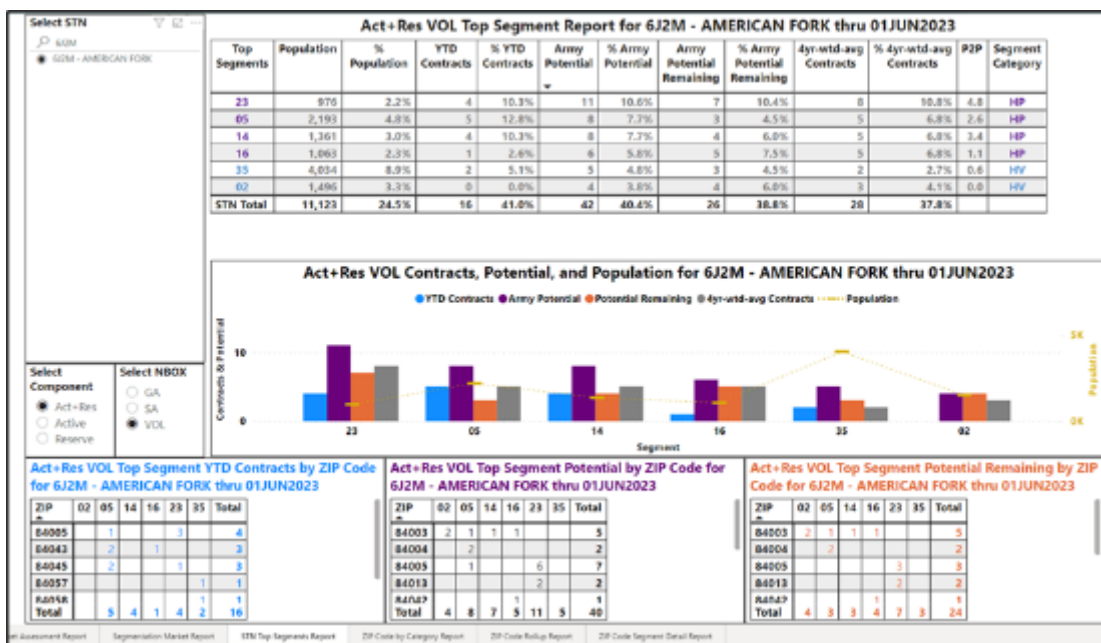 Select STN
6J2M
6J2M - AMERICAN FORK
Act+Res VOL Top Segment Report for 6J2M - AMERICAN FORK thru 01JUN2023
Top Segments Population % Population YTD Contracts % YTD Contracts Army Potential % Army Potential Army Potential Remaining % Army Potential Remaining 4yr-wtd-avg Contracts % 4yr-wtd-avg Contracts P2P Segment Category
23 976 2.2% 4 10.3% 11 10.6% 7 10.4% 8 10.8% 4.8 HP
05 2,193 4.8% 5 12.8% 8 7.7% 3 4.5% 5 6.8% 2.6 HP
14 1,361 3.0% 4 10.3% 8 7.7% 4 6.0% 5 6.8% 3.4 HP
16 1,063 2.3% 1 2.6% 6 5.8% 5 7.5% 5 6.8% 1.1 HP
35 4,034 8.9% 2 5.1% 5 4.8% 3 4.5% 2 2.7% 0.6 HV
02 1,496 3.3% 0 0.0% 4 3.8% 4 6.0% 3 4.1% 0.0 HV
STN Total 11,123 24.5% 16 41.0% 42 40.4% 26 38.8% 28 37.8%
Act+Res VOL Contracts, Potential, and Population for 6J2M - AMERICAN FORK thru 01JUN2023
YTD Contracts Army Potential Potential Remaining 4yr-wtd-avg Contracts Population
Contracts & Potential
10
0
5K
0K
Population
23 05 14 16 35 02
Segment
Select Component
Act+Res
Active
Reserve
Select NBOX
GA
SA
VOL
Act+Res VOL Top Segment YTD Contracts by ZIP Code
for 6J2M - AMERICAN FORK thru 01JUN2023
ZIP 02 05 14 16 23 35 Total
84005 1 3 4
84043 2 1 3
84045 2 1 3
84057 1 1
84058 1 1
Total 5 4 1 4 2 16
Act+Res VOL Top Segment Potential by ZIP Code for
6J2M - AMERICAN FORK thru 01JUN2023
ZIP 02 05 14 16 23 35 Total
84003 2 1 1 1 5
84004 2 2
84005 1 6 7
84013 2 2
84042 1 1
Total 4 8 7 5 11 5 40
Act+Res VOL Top Segment Potential Remaining by ZIP
Code for 6J2M - AMERICAN FORK thru 01JUN2023
ZIP 02 05 14 16 23 35 Total
84003 2 1 1 1 5
84004 2 2
84005 3 3
84013 2 2
84042 1 1
Total 4 3 3 4 7 3 24
Assessment Report
Segmentation Market Report
STN Top Segments Report
ZIP Code by Category Report
ZIP Code Rollup Report
ZIP Code Segment Detail Report